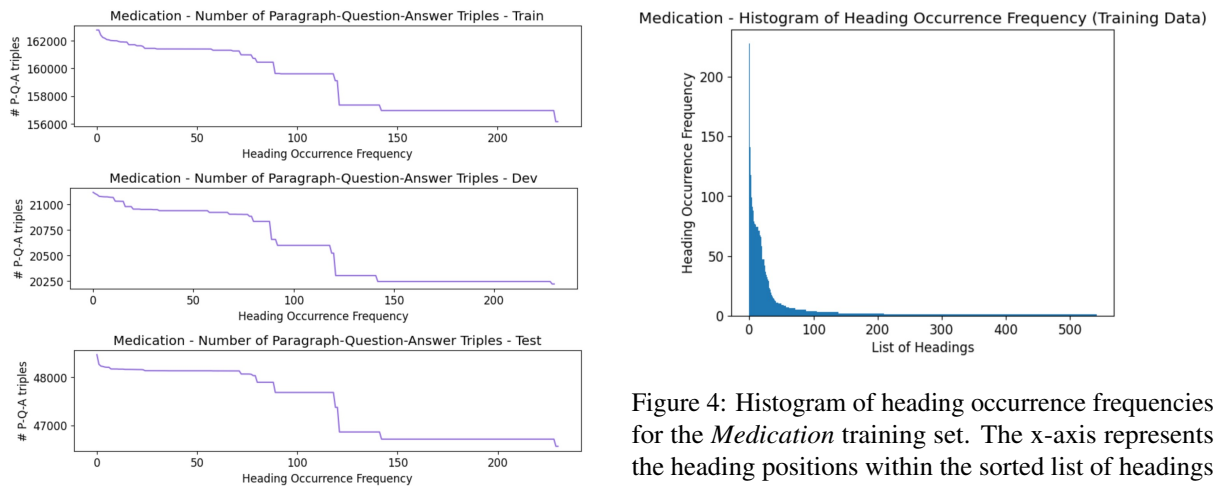 Medication - Number of Paragraph-Question-Answer Triples - Train
# P-Q-A triples
162000
160000
158000
156000
0 50 100 150 200
Heading Occurrence Frequency
Medication - Number of Paragraph-Question-Answer Triples - Dev
# P-Q-A triples
21000
20750
20500
20250
0 50 100 150 200
Heading Occurrence Frequency
Medication - Number of Paragraph-Question-Answer Triples - Test
# P-Q-A triples
48000
47000
0 50 100 150 200
Heading Occurrence Frequency
Medication - Histogram of Heading Occurrence Frequency (Training Data)
Heading Occurrence Frequency
200
150
100
50
0
0 100 200 300 400 500
List of Headings
Figure 4: Histogram of heading occurrence frequencies
for the Medication training set. The x-axis represents
the heading positions within the sorted list of headings